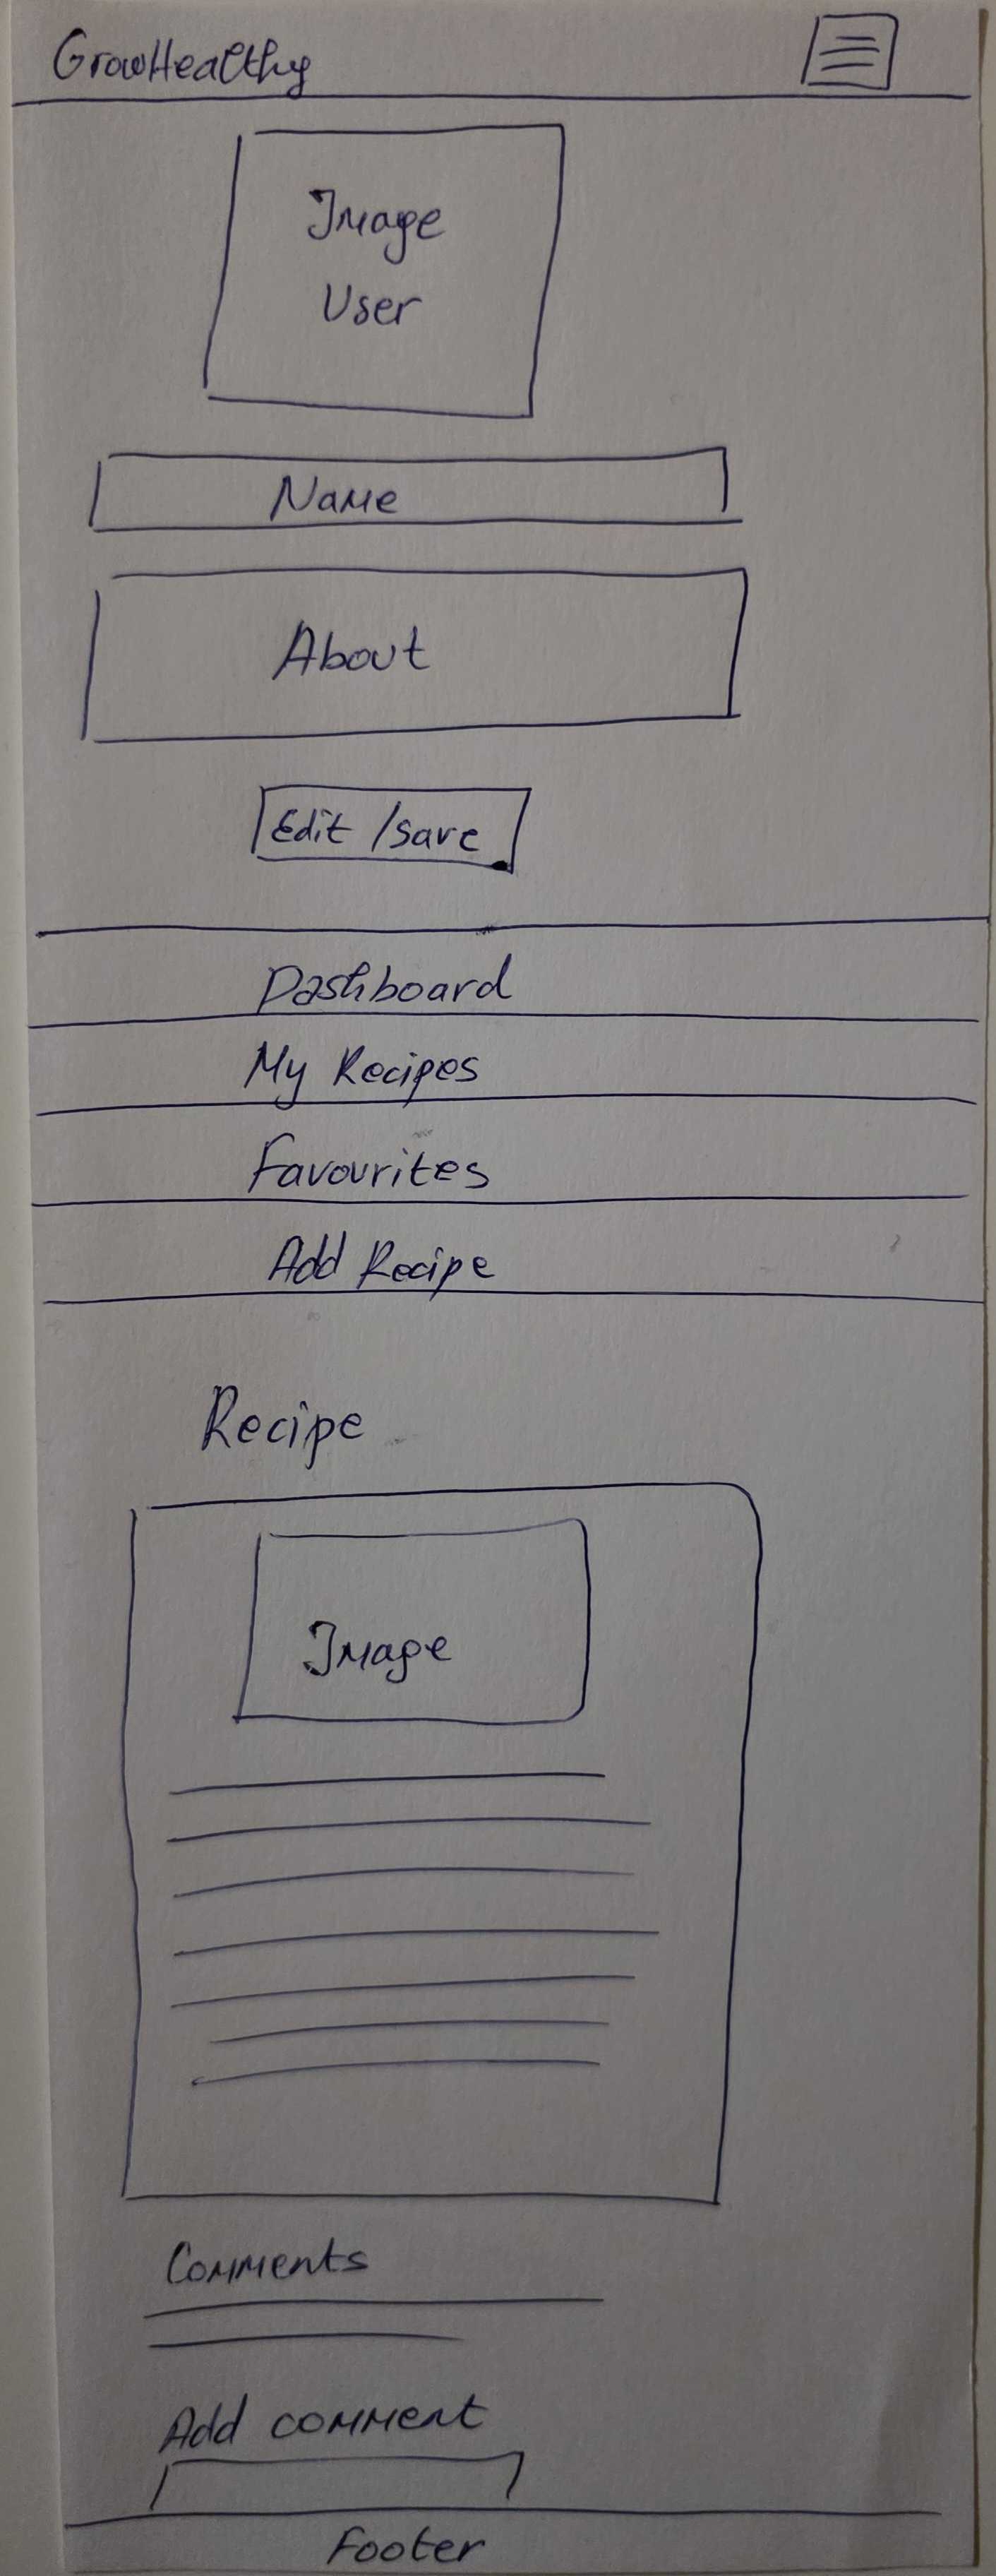 GrowHealthy
Image
User
Name
About
Edit /save
Dashboard
My Recipes
Favourites
Add Recipe
Recipe
Image
Comments
Add comment
Footer